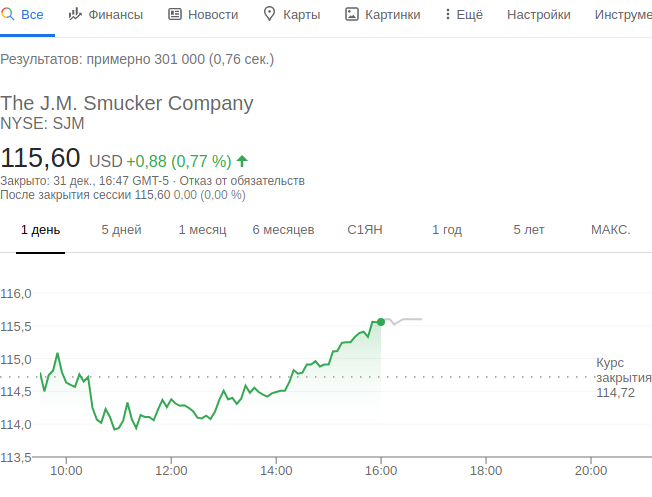 Все Финансы Новости Карты Картинки Ещё Настройки Инструме
Результатов: примерно 301 000 (0,76 сек.)
The J.M. Smucker Company
NYSE: SJM
115,60 USD +0,88 (0,77 %)
Закрыто: 31 дек., 16:47 GMT-5 · Отказ от обязательств
После закрытия сессии 115,60 0,00 (0,00 %)
1 день 5 дней 1 месяц 6 месяцев С1ЯН 1 год 5 лет МАКС.
116,0
115,5
115,0
114,5
114,0
113,5
Курс
закрытия
114,72
10:00 12:00 14:00 16:00 18:00 20:00